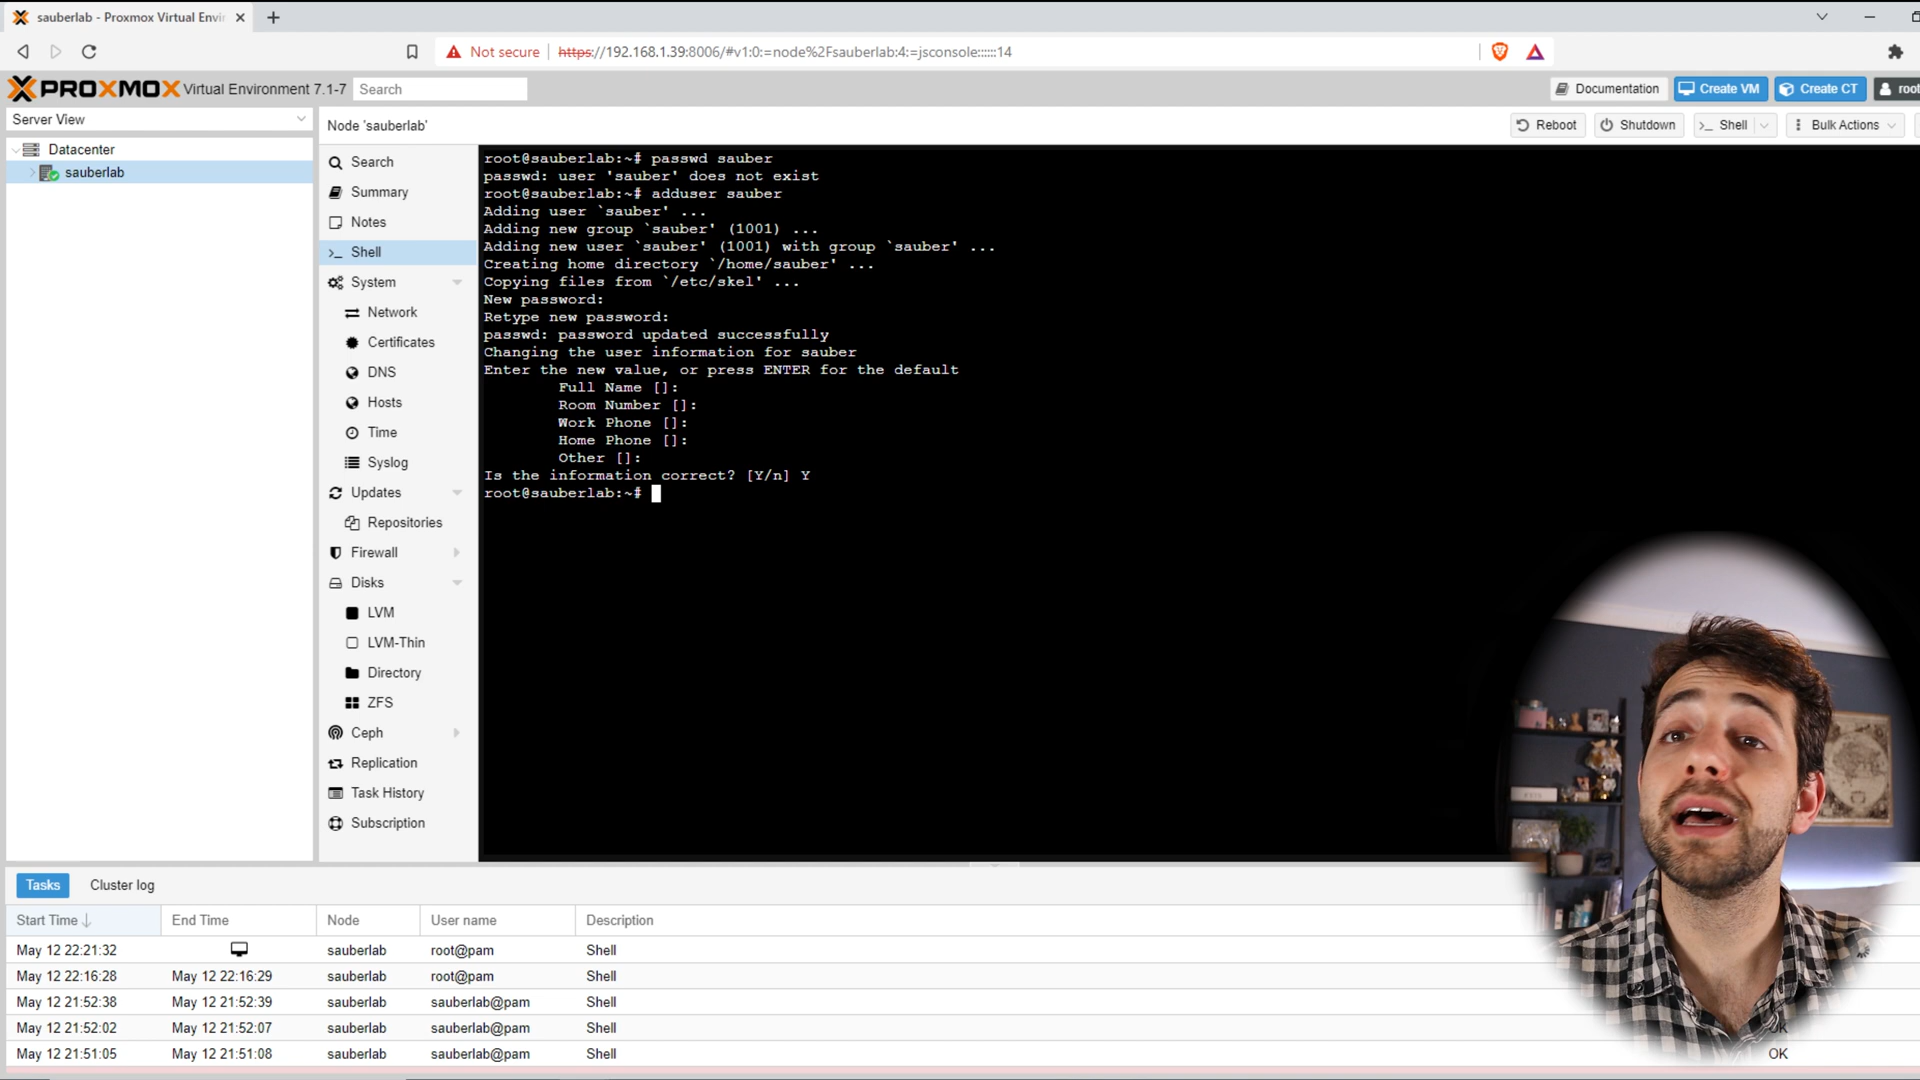 sauberlab - Proxmox Virtual Envir
Not secure https://192.168.1.39:8006/#v1:0:=node%2Fsauberlab:4:=jsconsole::::::14
PROXMOX Virtual Environment 7.1-7 Search
Documentation Create VM Create CT root
Server View
Node 'sauberlab'
Reboot Shutdown >_ Shell Bulk Actions
Datacenter
sauberlab
Search
Summary
Notes
>_ Shell
System
Network
Certificates
DNS
Hosts
Time
Syslog
Updates
Repositories
Firewall
Disks
LVM
LVM-Thin
Directory
ZFS
Ceph
Replication
Task History
Subscription
root@sauberlab:~# passwd sauber
passwd: user 'sauber' does not exist
root@sauberlab:~# adduser sauber
Adding user `sauber' ...
Adding new group `sauber' (1001) ...
Adding new user `sauber' (1001) with group `sauber' ...
Creating home directory `/home/sauber' ...
Copying files from `/etc/skel' ...
New password:
Retype new password:
passwd: password updated successfully
Changing the user information for sauber
Enter the new value, or press ENTER for the default
Full Name []:
Room Number []:
Work Phone []:
Home Phone []:
Other []:
Is the information correct? [Y/n] Y
root@sauberlab:~#
Tasks Cluster log
Start Time End Time Node User name Description
May 12 22:21:32 sauberlab root@pam Shell
May 12 22:16:28 May 12 22:16:29 sauberlab root@pam Shell
May 12 21:52:38 May 12 21:52:39 sauberlab sauberlab@pam Shell
May 12 21:52:02 May 12 21:52:07 sauberlab sauberlab@pam Shell OK
May 12 21:51:05 May 12 21:51:08 sauberlab sauberlab@pam Shell OK